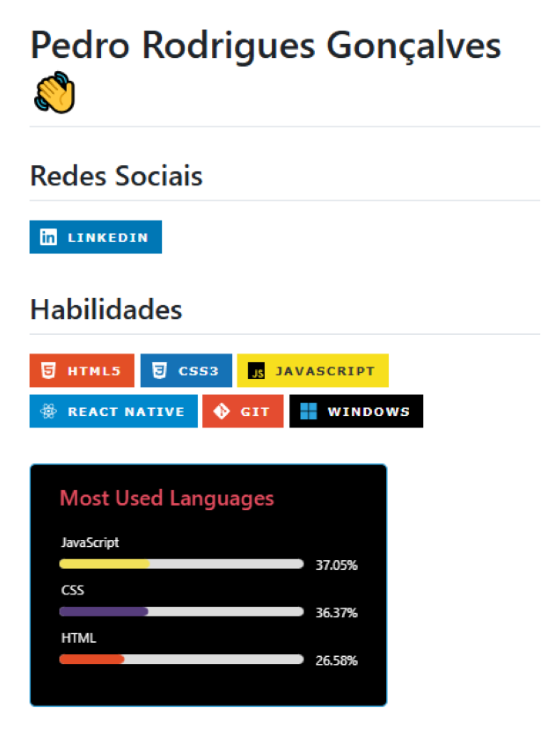 Pedro Rodrigues Gonçalves
Redes Sociais
LINKEDIN
Habilidades
HTML5 CSS3 JS JAVASCRIPT
REACT NATIVE GIT WINDOWS
Most Used Languages
JavaScript
37.05%
CSS
36.37%
HTML
26.58%